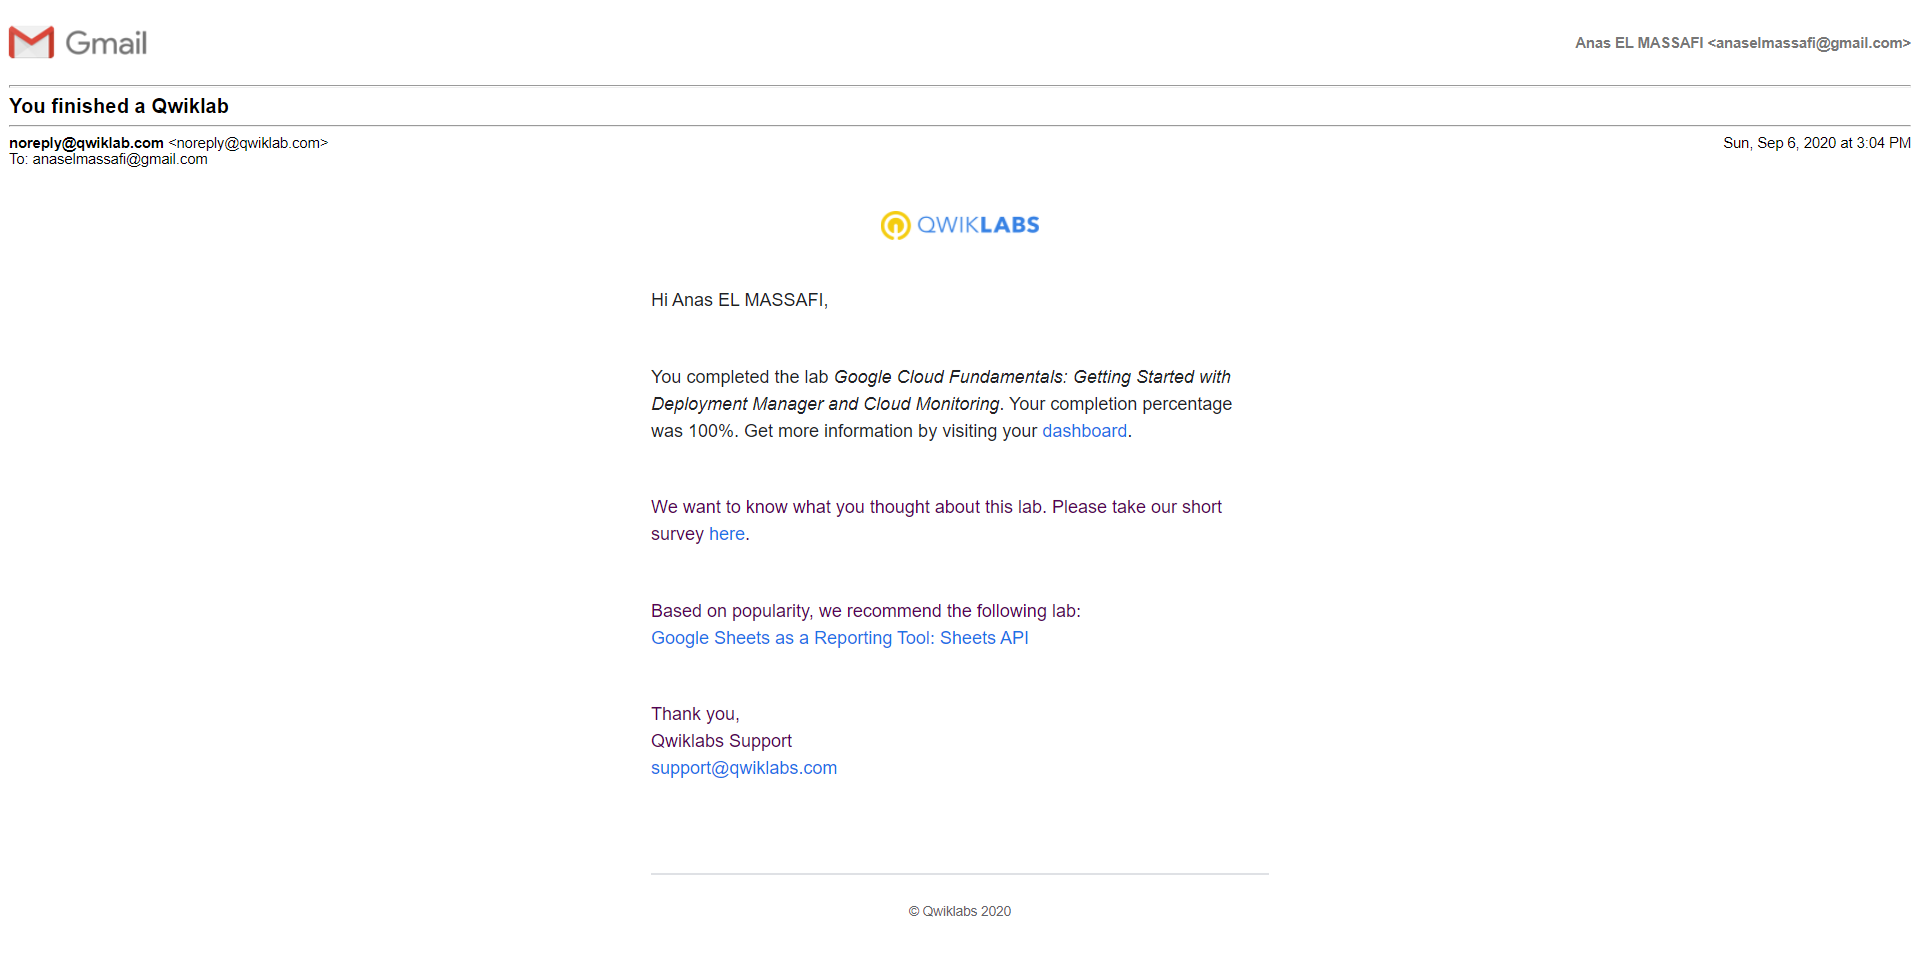 Gmail
Anas EL MASSAFI <anaselmassafi@gmail.com>
You finished a Qwiklab
noreply@qwiklab.com <noreply@qwiklab.com>
Sun, Sep 6, 2020 at 3:04 PM
To: anaselmassafi@gmail.com
QWIKLABS
Hi Anas EL MASSAFI,
You completed the lab Google Cloud Fundamentals: Getting Started with
Deployment Manager and Cloud Monitoring. Your completion percentage
was 100%. Get more information by visiting your dashboard.
We want to know what you thought about this lab. Please take our short
survey here.
Based on popularity, we recommend the following lab:
Google Sheets as a Reporting Tool: Sheets API
Thank you,
Qwiklabs Support
support@qwiklabs.com
© Qwiklabs 2020